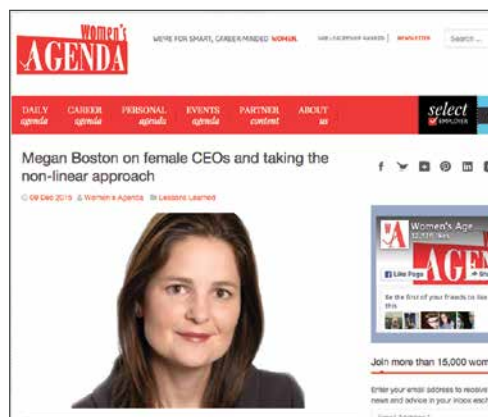 women's
AGENDA
WE'RE FOR SMART, CAREER-MINDED WOMEN.
NEWSLETTER
Search ...
DAILY
agenda
CAREER
agenda
PERSONAL
agenda
EVENTS
agenda
PARTNER
content
ABOUT
us
select
EMPLOYER
Megan Boston on female CEOs and taking the
non-linear approach
09 Dec 2015 Women's Agenda Lessons Learned
Women's Age...
likes
Like Page
Be the first of your friends to like
this
Join more than 15,000 wom
Enter your email address to receive
news and advice in your inbox each